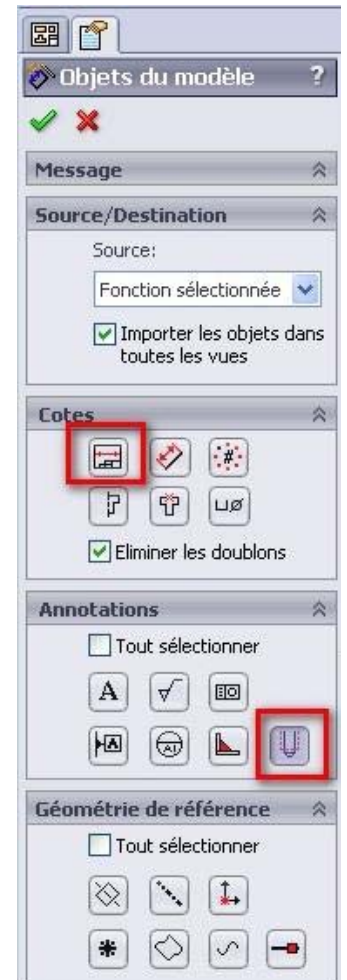 Objets du modèle ?
Message
Source/Destination
Source:
Fonction sélectionnée
Importer les objets dans
toutes les vues
Cotes
#
Eliminer les doublons
Annotations
Tout sélectionner
A
A A1
Géométrie de référence
Tout sélectionner
*